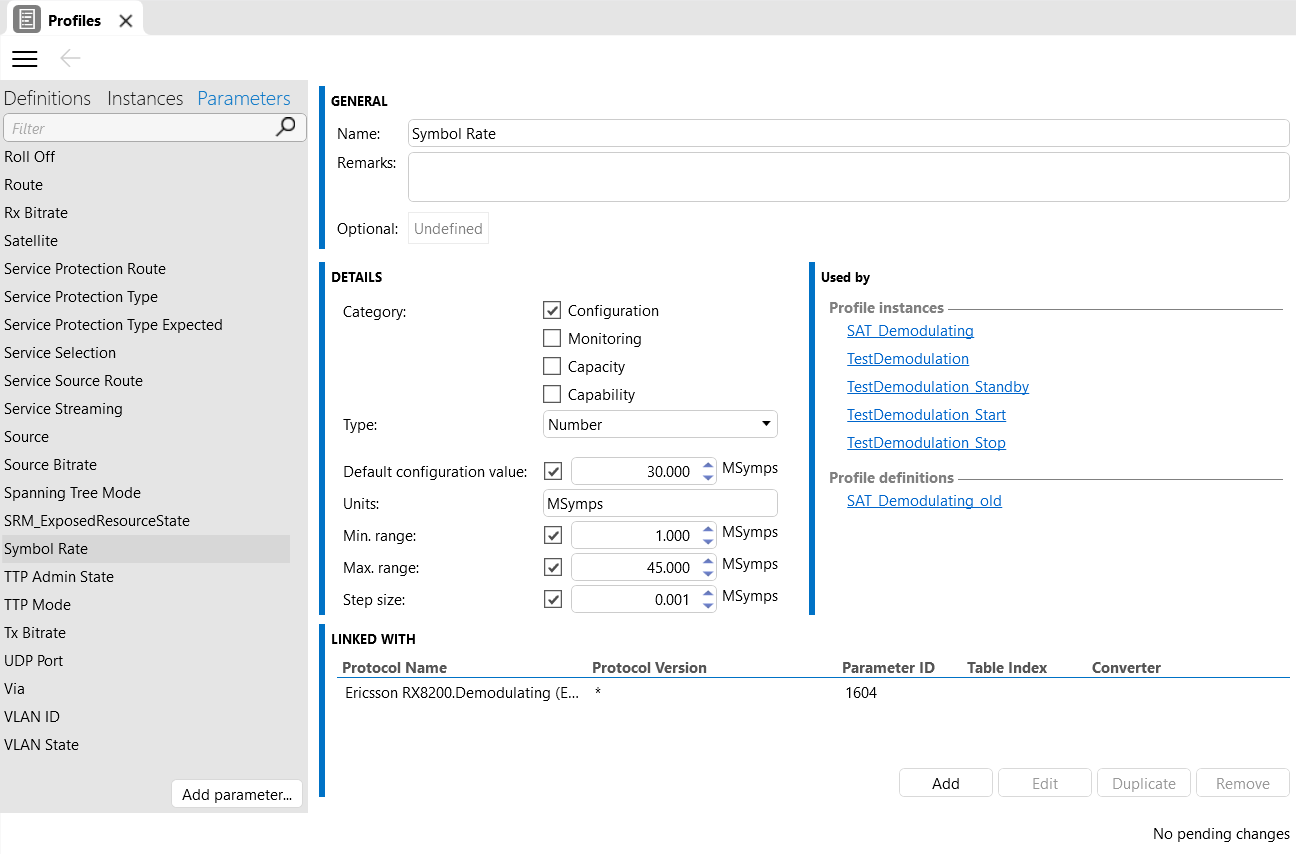 Profiles
Definitions Instances Parameters
Filter
Roll Off
Route
Rx Bitrate
Satellite
Service Protection Route
Service Protection Type
Service Protection Type Expected
Service Selection
Service Source Route
Service Streaming
Source
Source Bitrate
Spanning Tree Mode
SRM_ExposedResourceState
Symbol Rate
TTP Admin State
TTP Mode
Tx Bitrate
UDP Port
Via
VLAN ID
VLAN State
Add parameter...
GENERAL
Name: Symbol Rate
Remarks:
Optional: Undefined
DETAILS
Category: Configuration
Monitoring
Capacity
Capability
Type: Number
Default configuration value: 30.000 MSymps
Units: MSymps
Min. range: 1.000 MSymps
Max. range: 45.000 MSymps
Step size: 0.001 MSymps
Used by
Profile instances
SAT_Demodulating
TestDemodulation
TestDemodulation_Standby
TestDemodulation_Start
TestDemodulation_Stop
Profile definitions
SAT_Demodulating_old
LINKED WITH
Protocol Name Protocol Version Parameter ID Table Index Converter
Ericsson RX8200.Demodulating (E... * 1604
Add Edit Duplicate Remove
No pending changes